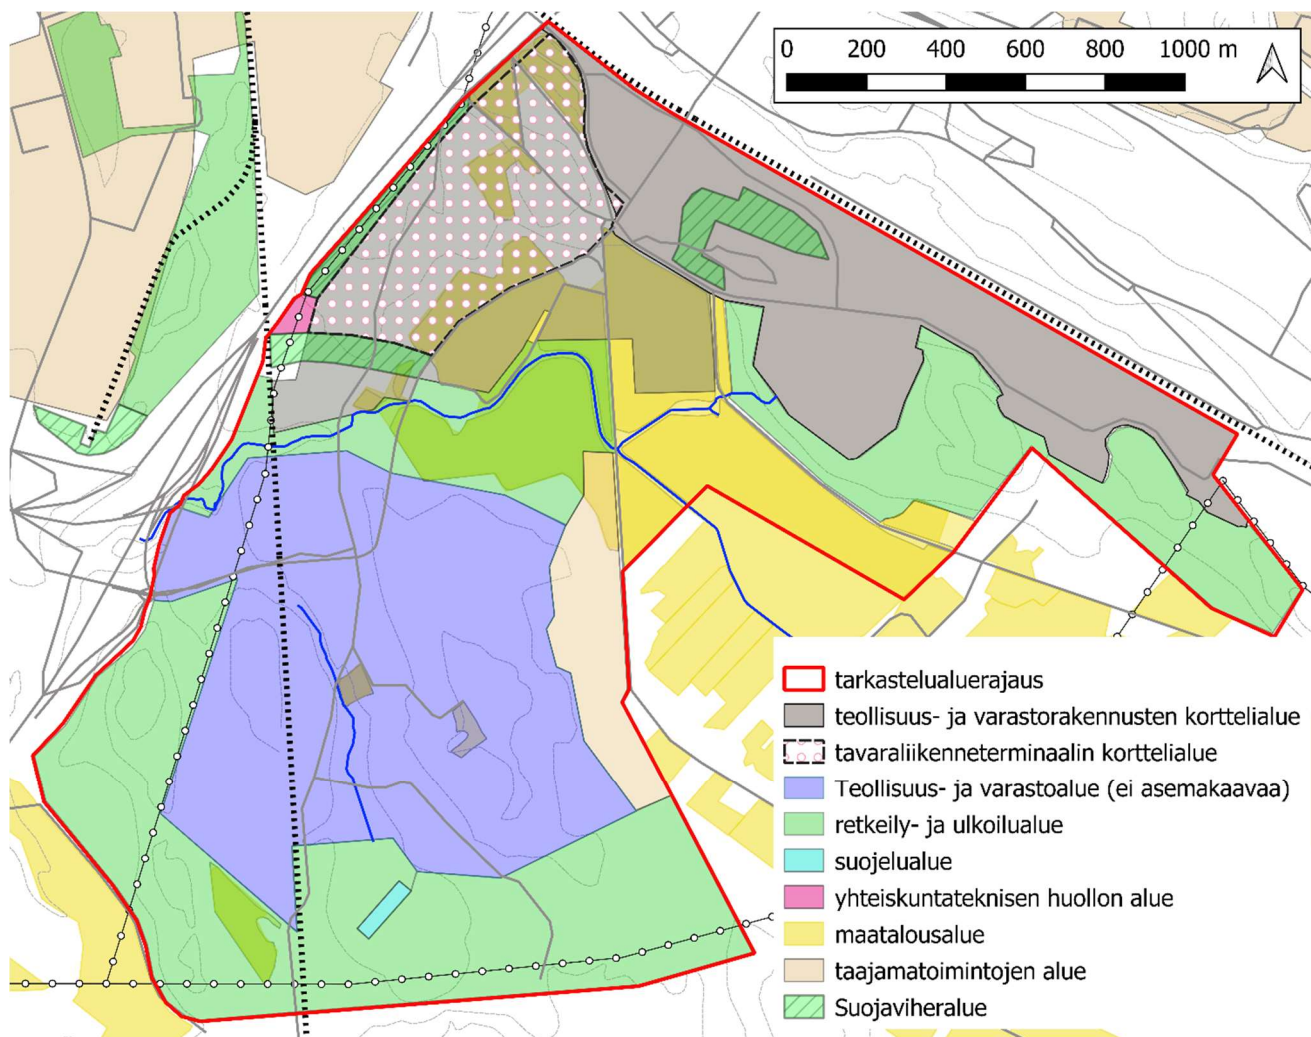 0 200 400 600 800 1000 m
tarkastelualuerajaus
teollisuus- ja varastorakennusten korttelialue
tavaraliikenneterminaalin korttelialue
Teollisuus- ja varastoalue (ei asemakaavaa)
retkeily- ja ulkoilualue
suojelualue
yhteiskuntateknisen huollon alue
maatalousalue
taajamatoimintojen alue
Suojaviheralue